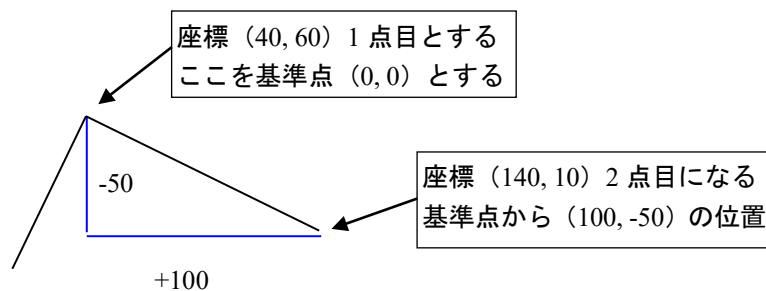 座標（40, 60）1 点目とする
ここを基準点（0, 0）とする
-50
座標（140, 10）2 点目になる
基準点から（100, -50）の位置
+100